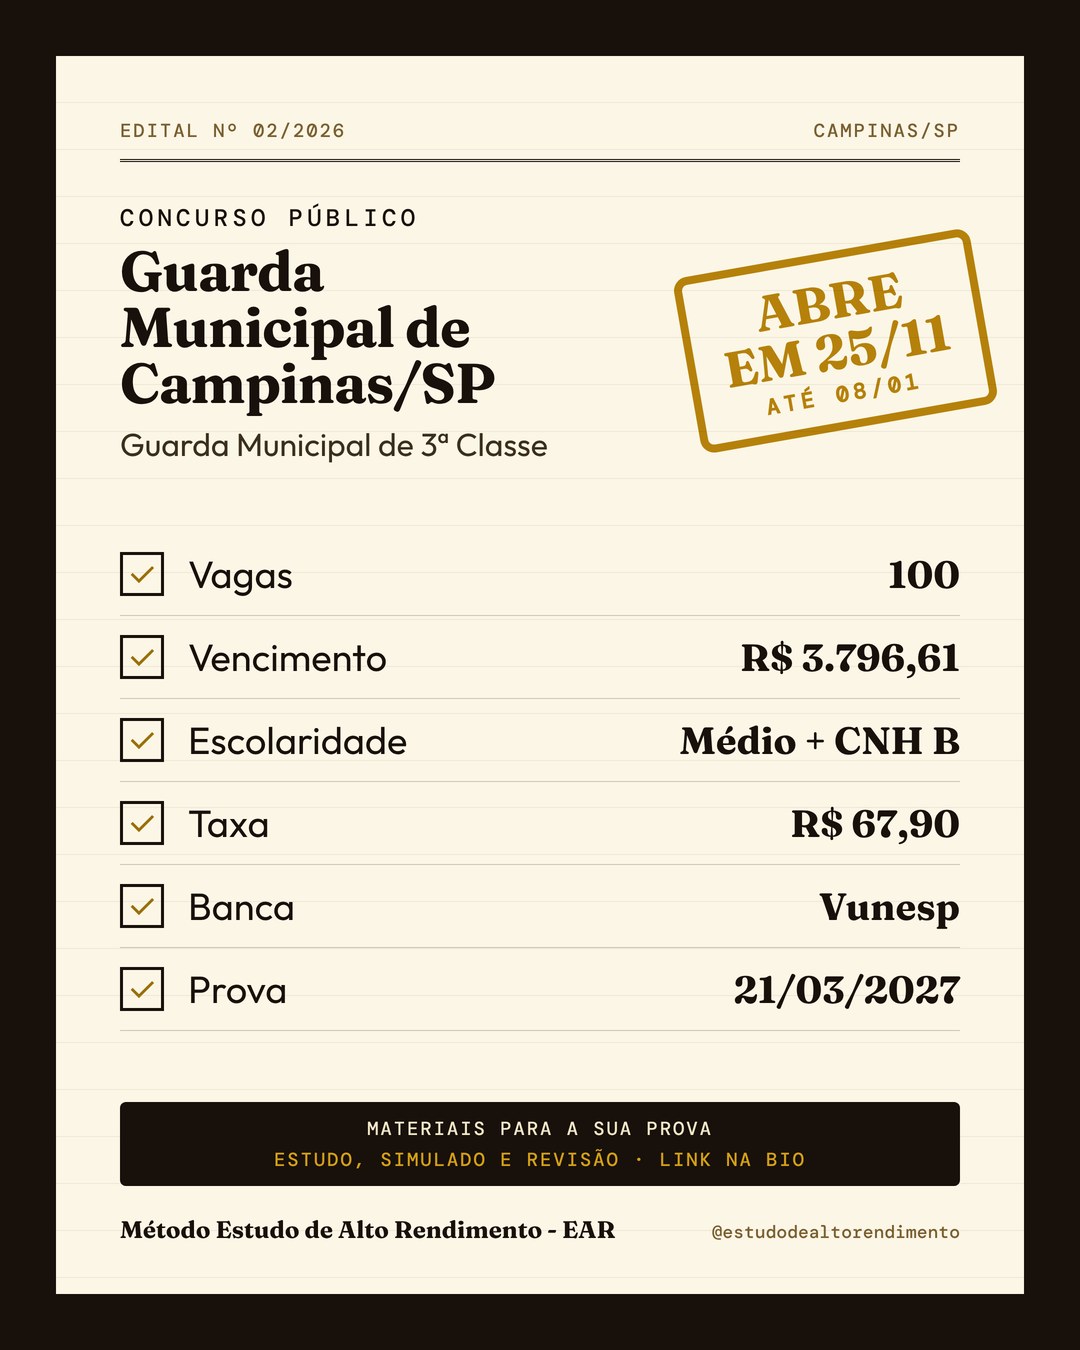 EDITAL Nº 02/2026
CAMPINAS/SP
CONCURSO PÚBLICO
Guarda
Municipal de
Campinas/SP
Guarda Municipal de 3ª Classe
ABRE
EM 25/11
ATÉ 08/01
Vagas 100
Vencimento R$ 3.796,61
Escolaridade Médio + CNH B
Taxa R$ 67,90
Banca Vunesp
Prova 21/03/2027
MATERIAIS PARA A SUA PROVA
ESTUDO, SIMULADO E REVISÃO · LINK NA BIO
Método Estudo de Alto Rendimento - EAR
@estudodealtorendimento